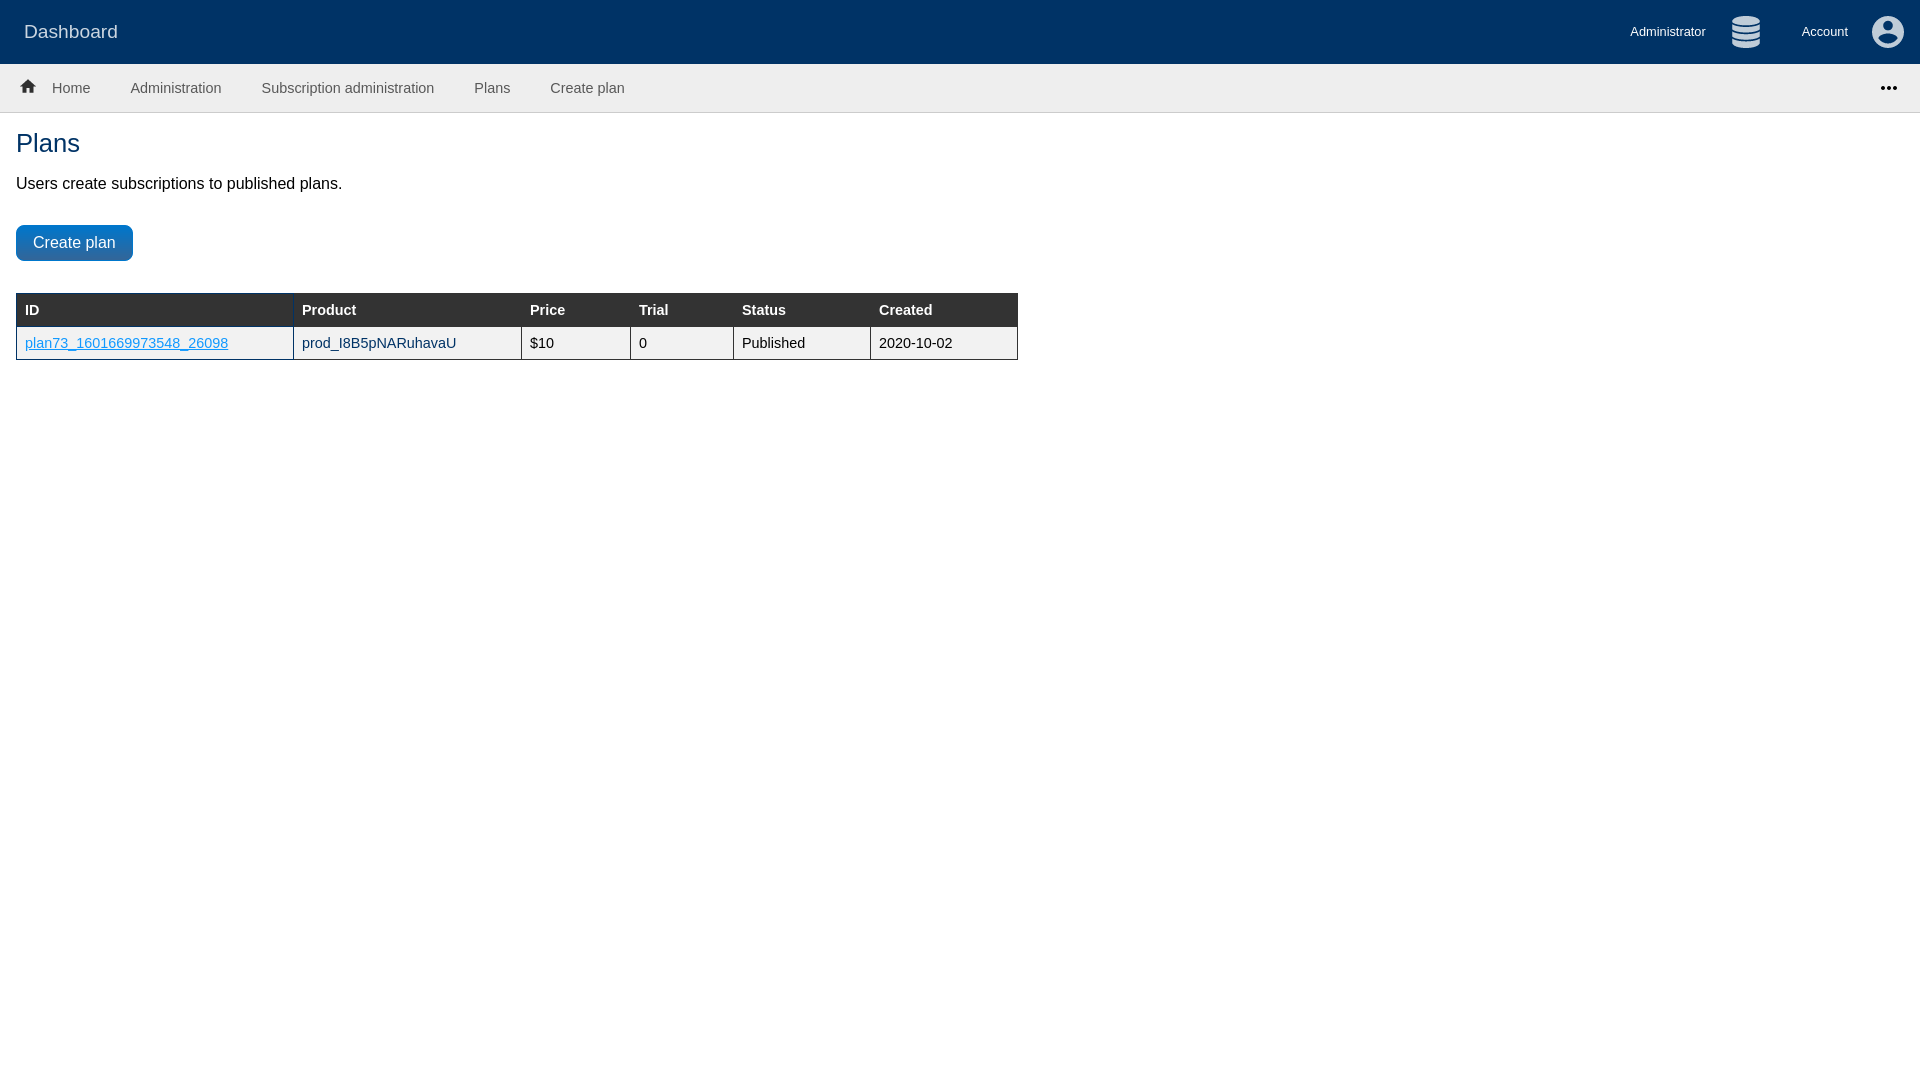 Dashboard
Administrator
Account
Home
Administration
Subscription administration
Plans
Create plan
Plans
Users create subscriptions to published plans.
Create plan
ID Product Price Trial Status Created
plan73_1601669973548_26098 prod_I8B5pNARuhavaU $10 0 Published 2020-10-02